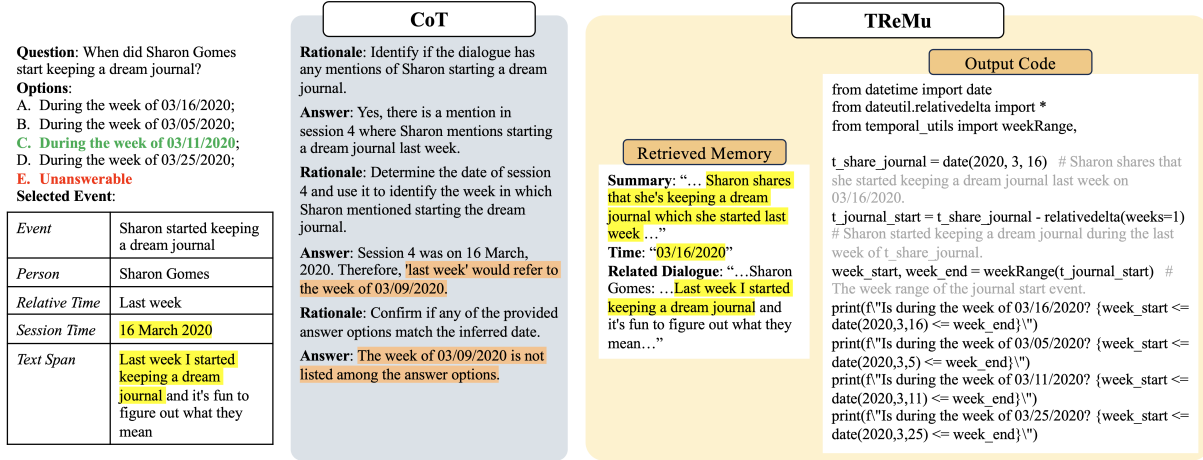 Question: When did Sharon Gomes
start keeping a dream journal?
Options:
A. During the week of 03/16/2020;
B. During the week of 03/05/2020;
C. During the week of 03/11/2020;
D. During the week of 03/25/2020;
E. Unanswerable
Selected Event:
Event
Sharon started keeping
a dream journal
Person
Sharon Gomes
Relative Time
Last week
Session Time
16 March 2020
Text Span
Last week I started
keeping a dream
journal and it's fun to
figure out what they
mean
CoT
Rationale: Identify if the dialogue has
any mentions of Sharon starting a dream
journal.
Answer: Yes, there is a mention in
session 4 where Sharon mentions starting
a dream journal last week.
Rationale: Determine the date of session
4 and use it to identify the week in which
Sharon mentioned starting the dream
journal.
Answer: Session 4 was on 16 March,
2020. Therefore, 'last week' would refer to
the week of 03/09/2020.
Rationale: Confirm if any of the provided
answer options match the inferred date.
Answer: The week of 03/09/2020 is not
listed among the answer options.
TReMu
Retrieved Memory
Summary: “… Sharon shares
that she's keeping a dream
journal which she started last
week …”
Time: “03/16/2020”
Related Dialogue: “…Sharon
Gomes: …Last week I started
keeping a dream journal and
it's fun to figure out what they
mean…”
Output Code
from datetime import date
from dateutil.relativedelta import *
from temporal_utils import weekRange,
t_share_journal = date(2020, 3, 16) # Sharon shares that
she started keeping a dream journal last week on
03/16/2020.
t_journal_start = t_share_journal - relativedelta(weeks=1)
# Sharon started keeping a dream journal during the last
week of t_share_journal.
week_start, week_end = weekRange(t_journal_start) #
The week range of the journal start event.
print(f\"Is during the week of 03/16/2020? {week_start <=
date(2020,3,16) <= week_end}\")
print(f\"Is during the week of 03/05/2020? {week_start <=
date(2020,3,5) <= week_end}\")
print(f\"Is during the week of 03/11/2020? {week_start <=
date(2020,3,11) <= week_end}\")
print(f\"Is during the week of 03/25/2020? {week_start <=
date(2020,3,25) <= week_end}\")